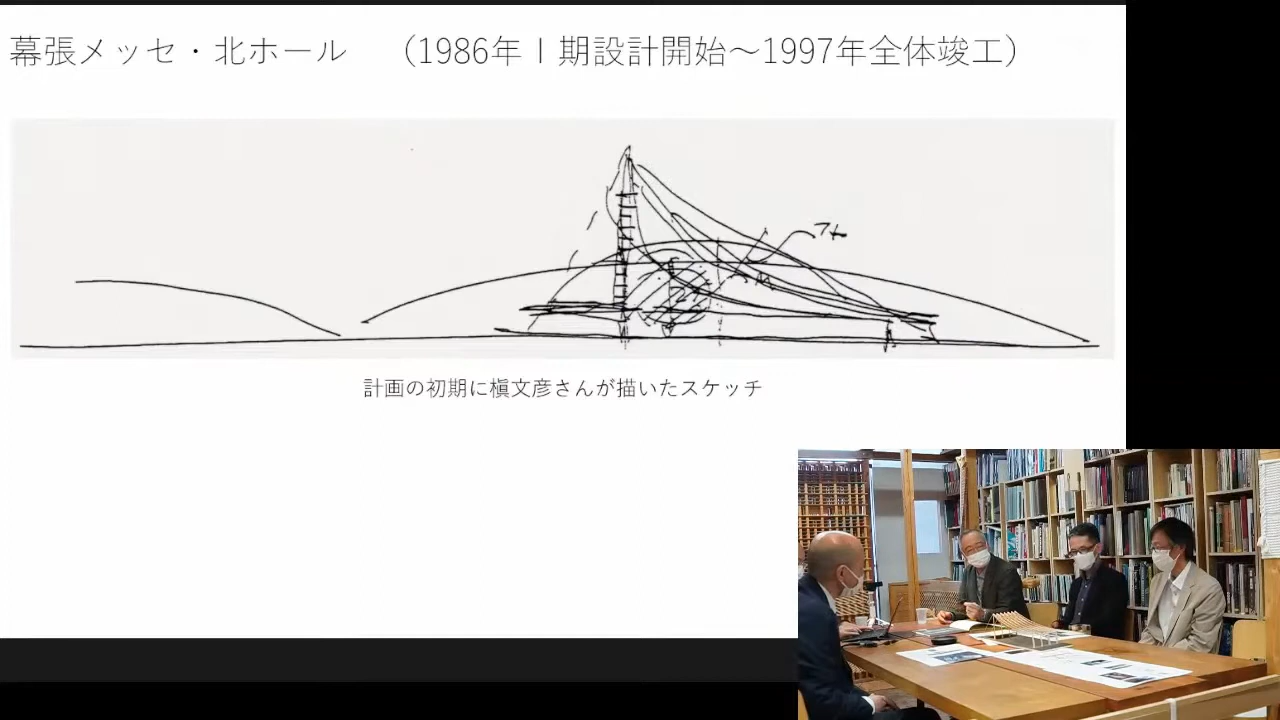 幕張メッセ・北ホール　（1986年Ⅰ期設計開始～1997年全体竣工）
計画の初期に槇文彦さんが描いたスケッチ